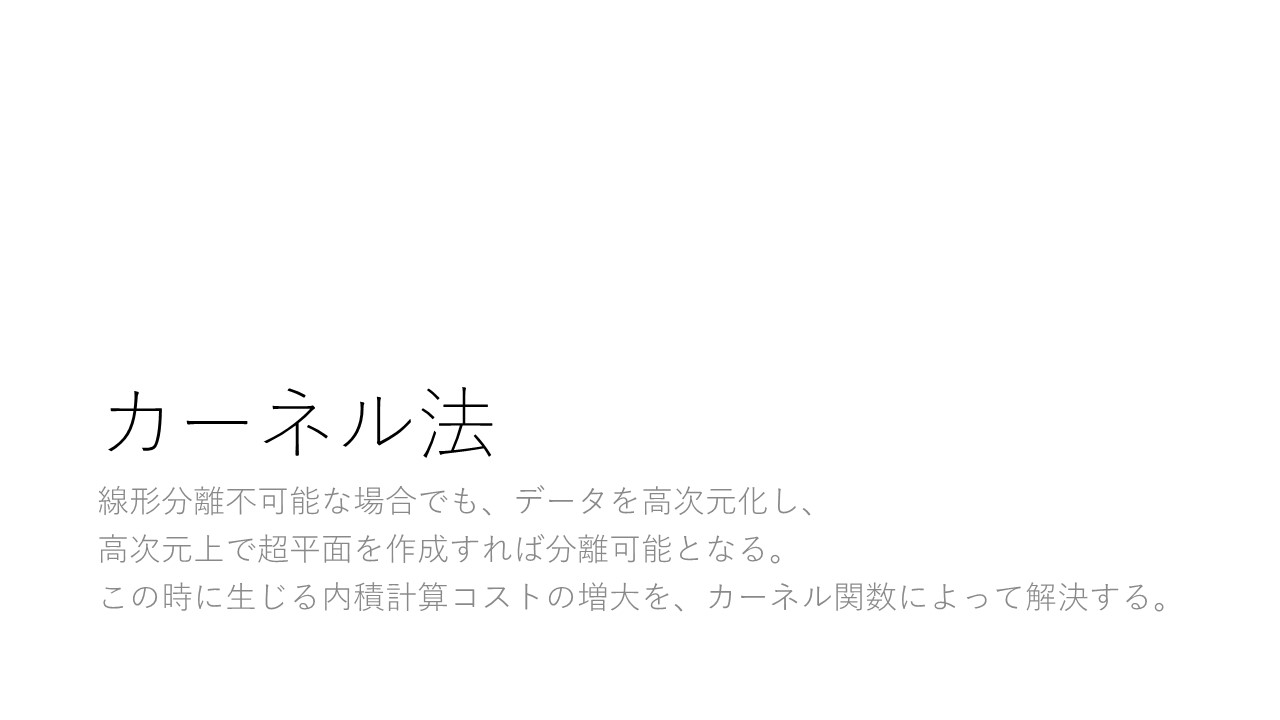 カーネル法
線形分離不可能な場合でも、データを高次元化し、
高次元上で超平面を作成すれば分離可能となる。
この時に生じる内積計算コストの増大を、カーネル関数によって解決する。